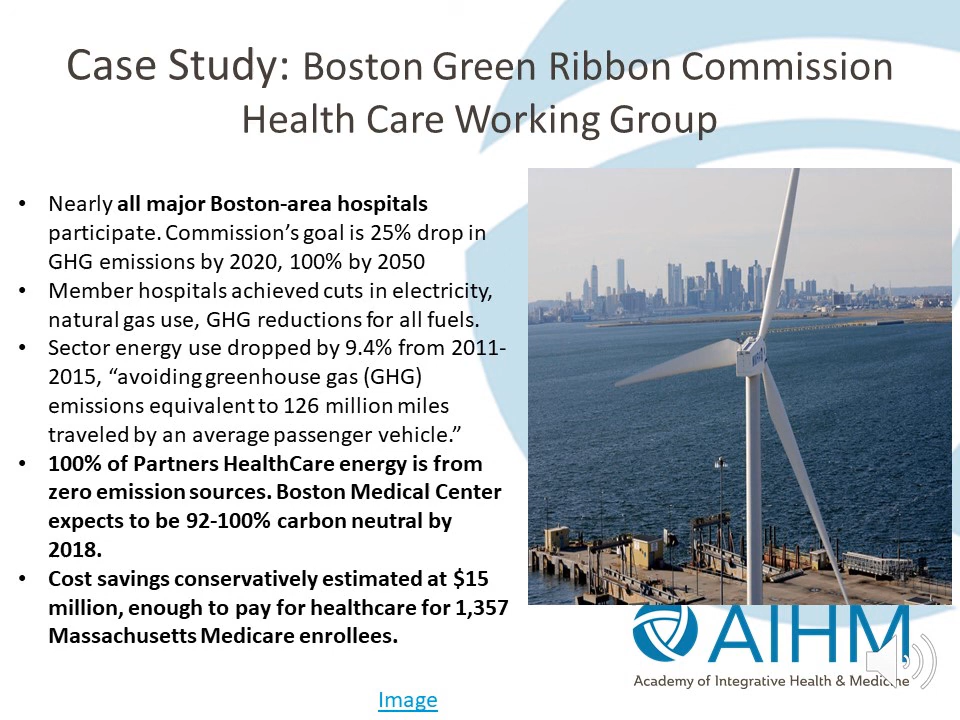 Case Study: Boston Green Ribbon Commission
Health Care Working Group
• Nearly all major Boston-area hospitals
participate. Commission’s goal is 25% drop in
GHG emissions by 2020, 100% by 2050
• Member hospitals achieved cuts in electricity,
natural gas use, GHG reductions for all fuels.
• Sector energy use dropped by 9.4% from 2011-
2015, “avoiding greenhouse gas (GHG)
emissions equivalent to 126 million miles
traveled by an average passenger vehicle.”
• 100% of Partners HealthCare energy is from
zero emission sources. Boston Medical Center
expects to be 92-100% carbon neutral by
2018.
• Cost savings conservatively estimated at $15
million, enough to pay for healthcare for 1,357
Massachusetts Medicare enrollees.
AIHM
Academy of Integrative Health & Medicine
Image